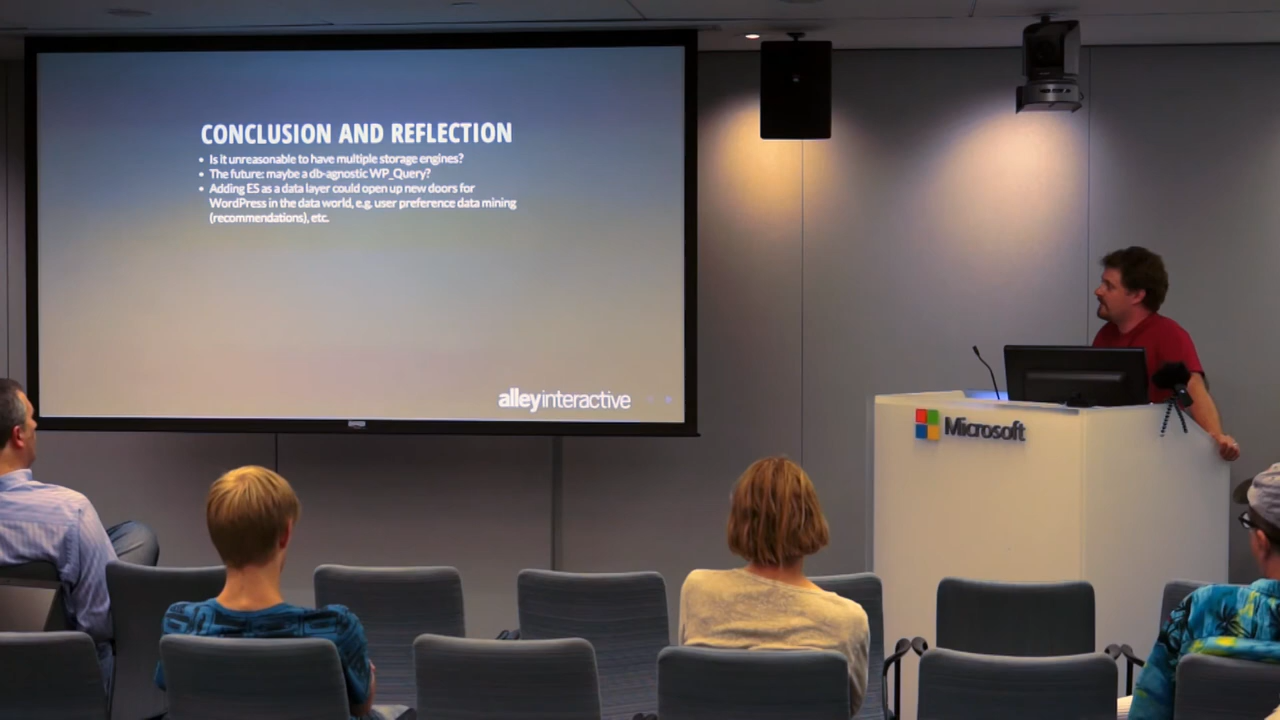 CONCLUSION AND REFLECTION
• Is it unreasonable to have multiple storage engines?
• The future: maybe a db-agnostic WP_Query?
• Adding ES as a data layer could open up new doors for
WordPress in the data world, e.g. user preference data mining
(recommendations), etc.
alleyinteractive
Microsoft